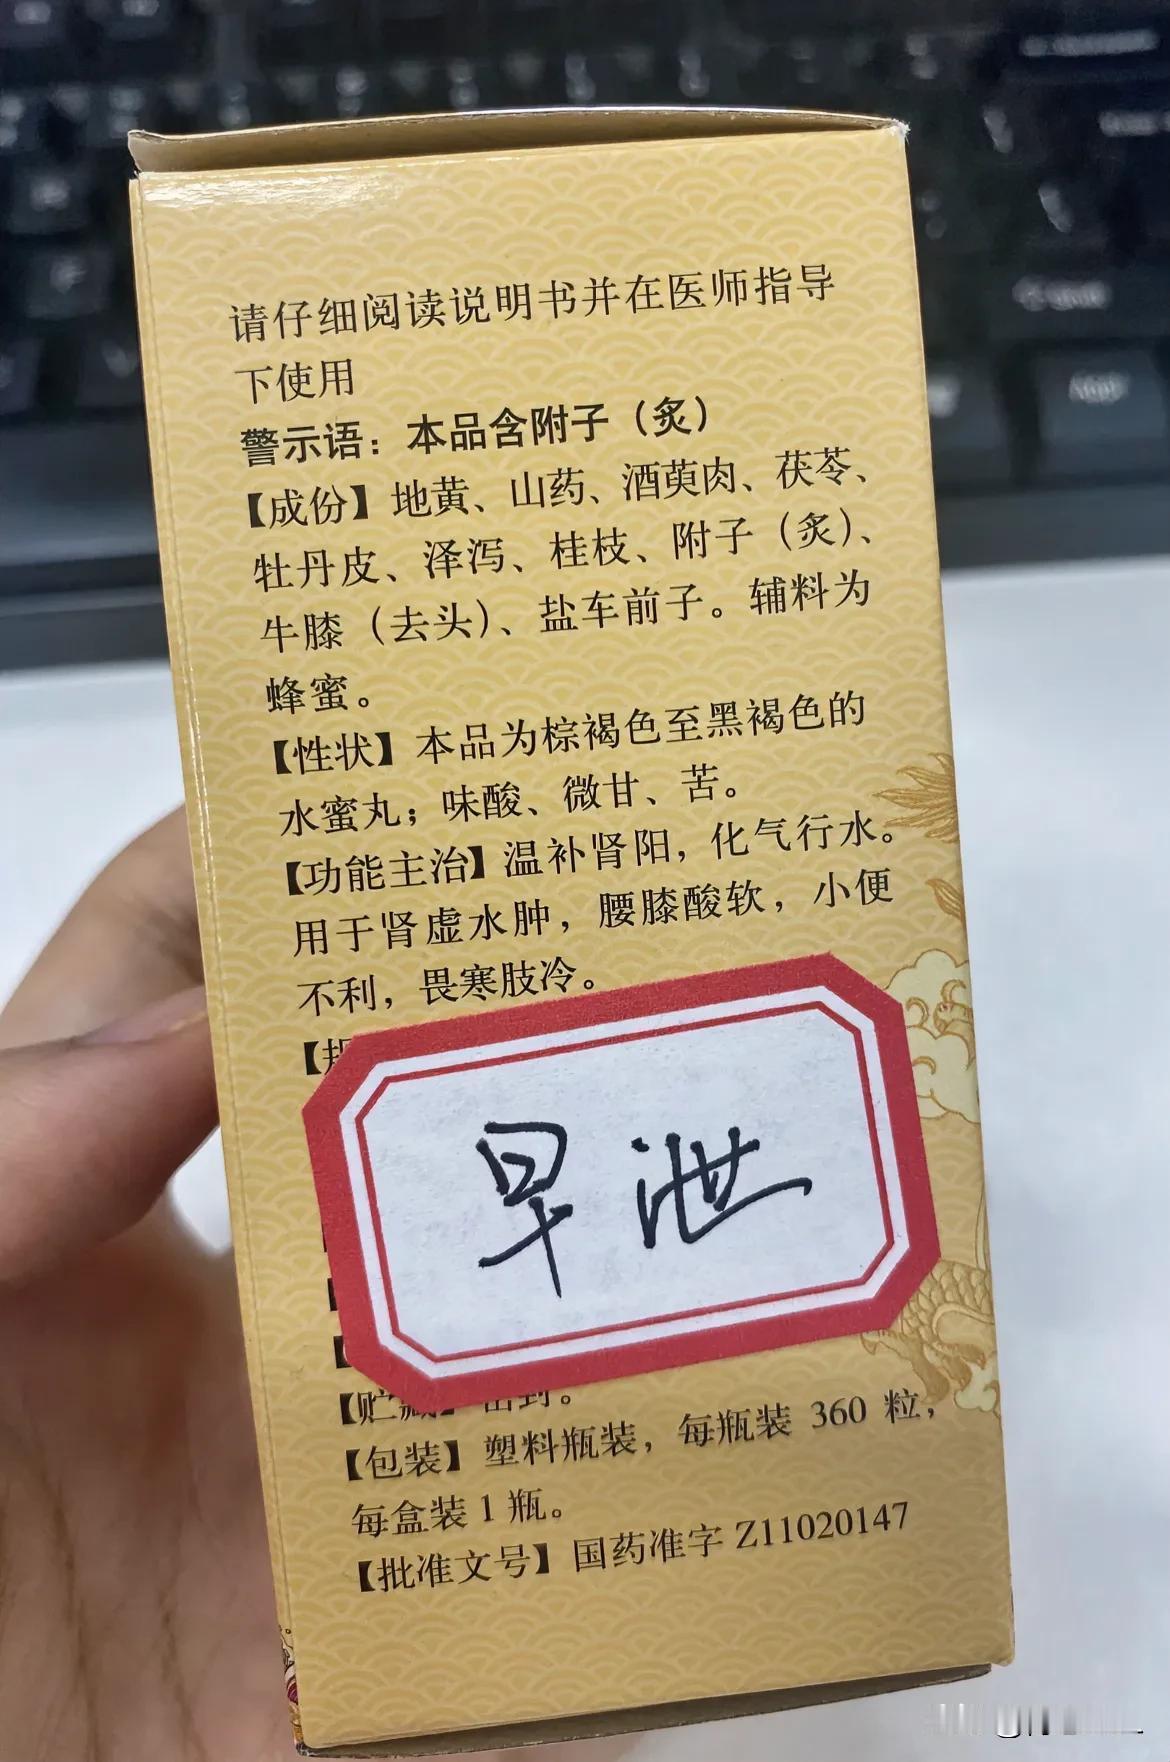 请仔细阅读说明书并在医师指导
下使用
警示语：本品含附子（炙）
【成份】地黄、山药、酒萸肉、茯苓、
牡丹皮、泽泻、桂枝、附子（炙）、
牛膝（去头）、盐车前子。辅料为
蜂蜜。
【性状】本品为棕褐色至黑褐色的
水蜜丸；味酸、微甘、苦。
【功能主治】温补肾阳，化气行水。
用于肾虚水肿，腰膝酸软，小便
不利，畏寒肢冷。
早泄
【贮藏】密封。
【包装】塑料瓶装，每瓶装 360 粒，
每盒装 1 瓶。
【批准文号】国药准字 Z11020147